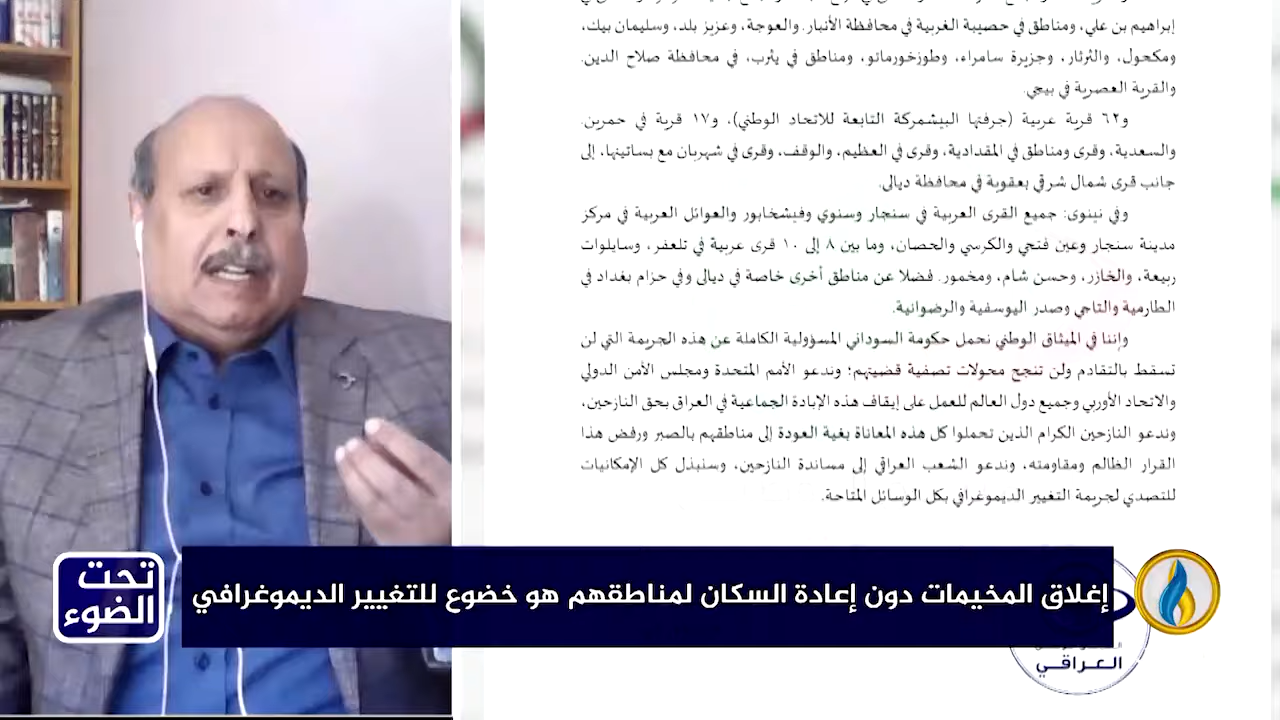 إبراهيم بن علي، ومناطق في حصيبة الغربية في محافظة الأنبار. والعوجة، وعزيز بلد، وسليمان بيك،
ومكحول، والثرثار، وجزيرة سامراء، وطوزخورماتو، ومناطق في يثرب، في محافظة صلاح الدين.
والقرية العصرية في بيجي.
و٦٢ قرية عربية (جرفتها البيشمركة التابعة للاتحاد الوطني)، و١٧ قرية في حمرين.
والسعدية، وقرى ومناطق في المقدادية، وقرى في العظيم، والوقف، وقرى في شهربان مع بساتينها، إلى
جانب قرى شمال شرقي بعقوبة في محافظة ديالى.
وفي نينوى: جميع القرى العربية في سنجار وسنوي وفيشخابور والعوائل العربية في مركز
مدينة سنجار وعين فتحي والكرسي والحصان، وما بين ٨ إلى ١٠ قرى عربية في تلعفر، وسايلوات
ربيعة، والخازر، وحسن شام، ومخمور. فضلا عن مناطق أخرى خاصة في ديالى وفي حزام بغداد في
الطارمية والتاجي وصدر اليوسفية والرضوانية.
وإننا في الميثاق الوطني نحمل حكومة السوداني المسؤولية الكاملة عن هذه الجريمة التي لن
تسقط بالتقادم ولن تنجح محولات تصفية قضيتهم؛ وندعو الأمم المتحدة ومجلس الأمن الدولي
والاتحاد الأوربي وجميع دول العالم للعمل على إيقاف هذه الإبادة الجماعية في العراق بحق النازحين،
وندعو النازحين الكرام الذين تحملوا كل هذه المعاناة بغية العودة إلى مناطقهم بالصبر ورفض هذا
القرار الظالم ومقاومته، وندعو الشعب العراقي إلى مساندة النازحين، وسنبذل كل الإمكانيات
للتصدي لجريمة التغيير الديموغرافي بكل الوسائل المتاحة.
إغلاق المخيمات دون إعادة السكان لمناطقهم هو خضوع للتغيير الديموغرافي
تحت
الضوء
العراقي